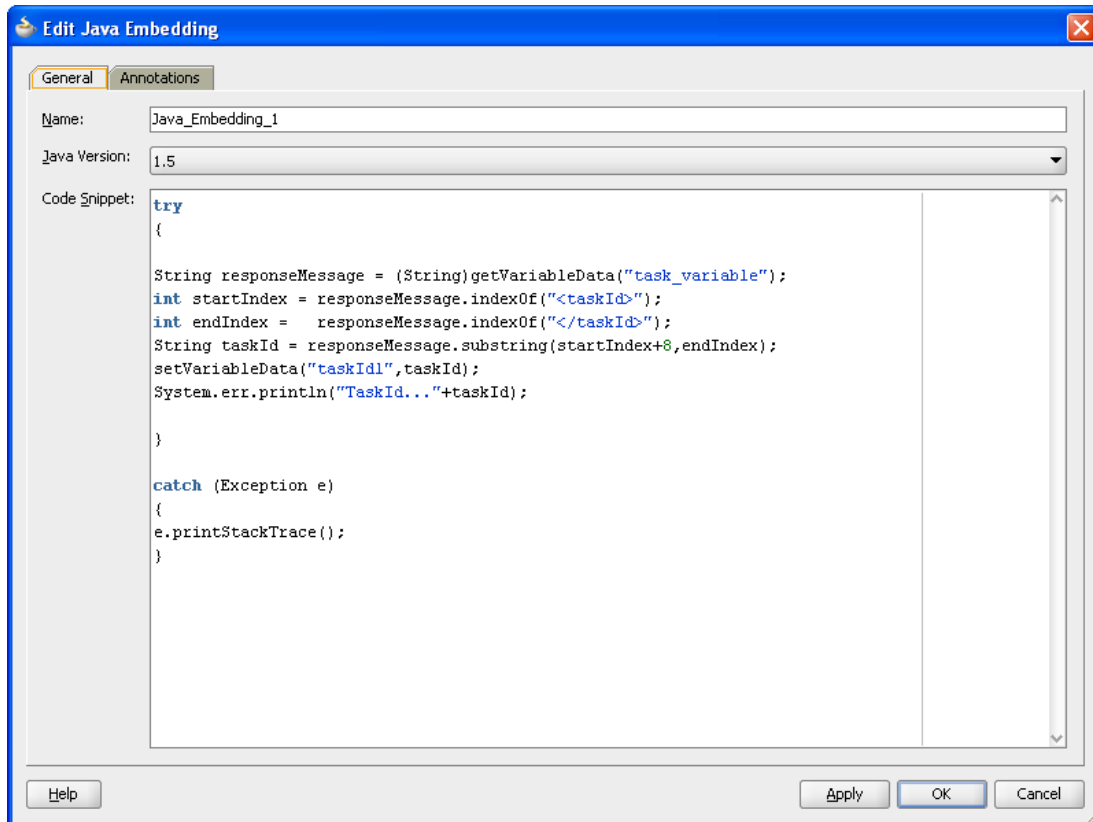 Edit Java Embedding
General Annotations
Name: Java_Embedding_1
Java Version: 1.5
Code Snippet:
try
{
String responseMessage = (String)getVariableData("task_variable");
int startIndex = responseMessage.indexOf("<taskId>");
int endIndex =   responseMessage.indexOf("</taskId>");
String taskId = responseMessage.substring(startIndex+8,endIndex);
setVariableData("taskId1",taskId);
System.err.println("TaskId..."+taskId);
}
catch (Exception e)
{
e.printStackTrace();
}
Help Apply OK Cancel